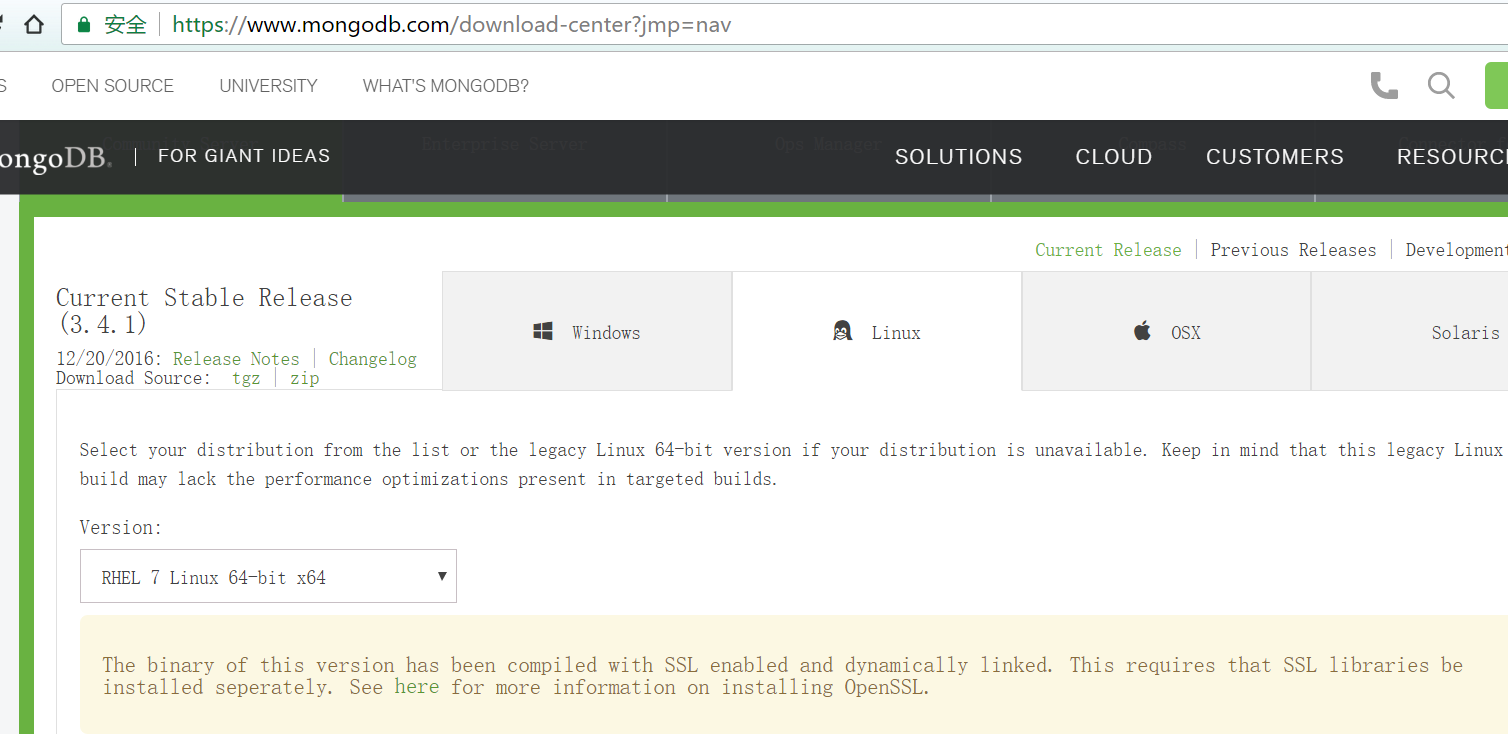 安全 https://www.mongodb.com/download-center?jmp=nav
S OPEN SOURCE UNIVERSITY WHAT'S MONGODB?
Community Server Enterprise Server Ops Manager
ongoDB. FOR GIANT IDEAS SOLUTIONS CLOUD CUSTOMERS RESOURC
Current Release Previous Releases Development
Current Stable Release
(3.4.1)
12/20/2016: Release Notes Changelog
Download Source: tgz zip
Windows Linux OSX Solaris
Select your distribution from the list or the legacy Linux 64-bit version if your distribution is unavailable. Keep in mind that this legacy Linux
build may lack the performance optimizations present in targeted builds.
Version:
RHEL 7 Linux 64-bit x64
The binary of this version has been compiled with SSL enabled and dynamically linked. This requires that SSL libraries be
installed seperately. See here for more information on installing OpenSSL.